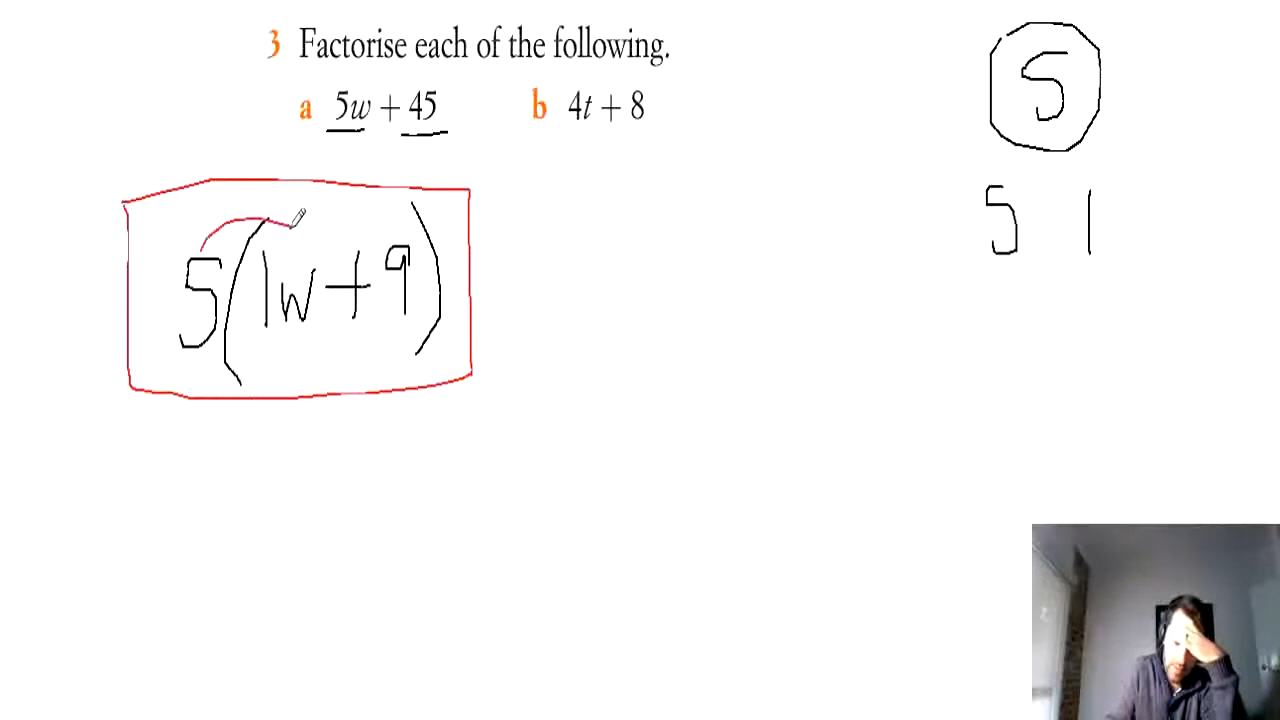 3 Factorise each of the following.
a 5w + 45 b 4t + 8
5
5 1
5(1w+9)